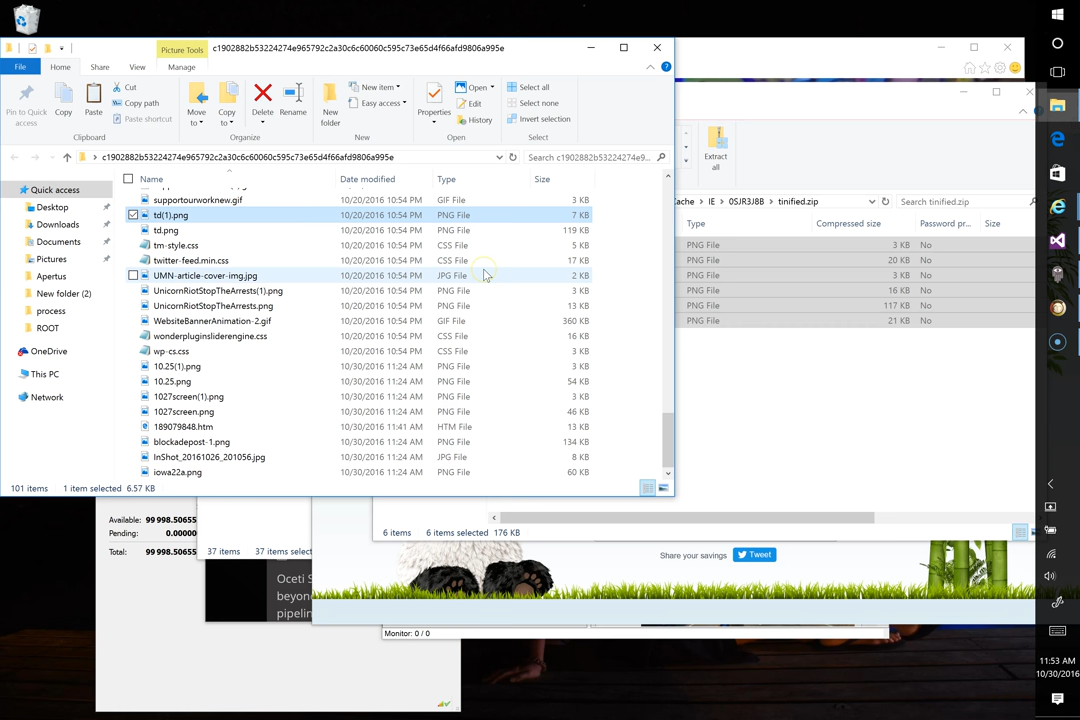 Picture Tools
c1902882b53224274e965792c2a30c6c60060c595c73e65d4f66afd9806a995e
File Home Share View Manage
Pin to Quick access
Copy
Paste
Cut
Copy path
Paste shortcut
Clipboard
Move to
Copy to
Delete
Rename
Organize
New folder
New item
Easy access
New
Properties
Open
Edit
History
Open
Select all
Select none
Invert selection
Select
Extract all
c1902882b53224274e965792c2a30c6c60060c595c73e65d4f66afd9806a995e
Search c1902882b53224274e9...
IE 0SJR3J8B tinified.zip
Search tinified.zip
Name Date modified Type Size
supportourworknew.gif 10/20/2016 10:54 PM GIF File 3 KB
td(1).png 10/20/2016 10:54 PM PNG File 7 KB
td.png 10/20/2016 10:54 PM PNG File 119 KB
tm-style.css 10/20/2016 10:54 PM CSS File 5 KB
twitter-feed.min.css 10/20/2016 10:54 PM CSS File 17 KB
UMN-article-cover-img.jpg 10/20/2016 10:54 PM JPG File 2 KB
UnicornRiotStopTheArrests(1).png 10/20/2016 10:54 PM PNG File 3 KB
UnicornRiotStopTheArrests.png 10/20/2016 10:54 PM PNG File 13 KB
WebsiteBannerAnimation-2.gif 10/20/2016 10:54 PM GIF File 360 KB
wonderpluginsliderengine.css 10/20/2016 10:54 PM CSS File 16 KB
wp-cs.css 10/20/2016 10:54 PM CSS File 3 KB
10.25(1).png 10/30/2016 11:24 AM PNG File 3 KB
10.25.png 10/30/2016 11:24 AM PNG File 54 KB
1027screen(1).png 10/30/2016 11:24 AM PNG File 3 KB
1027screen.png 10/30/2016 11:24 AM PNG File 46 KB
189079848.htm 10/30/2016 11:41 AM HTM File 13 KB
blockadepost-1.png 10/30/2016 11:24 AM PNG File 134 KB
InShot_20161026_201056.jpg 10/30/2016 11:24 AM JPG File 8 KB
iowa22a.png 10/30/2016 11:24 AM PNG File 60 KB
Quick access
Desktop
Downloads
Documents
Pictures
Apertus
New folder (2)
process
ROOT
OneDrive
This PC
Network
101 items 1 item selected 6.57 KB
Type Compressed size Password pr... Size
PNG File 3 KB No
PNG File 20 KB No
PNG File 3 KB No
PNG File 16 KB No
PNG File 117 KB No
PNG File 21 KB No
6 items 6 items selected 176 KB
Available: 99 998.50655
Pending: 0.00000
Total: 99 998.50655
37 items 37 items select
Oceti S
beyon
pipelin
Share your savings Tweet
Monitor: 0 / 0
11:53 AM
10/30/2016